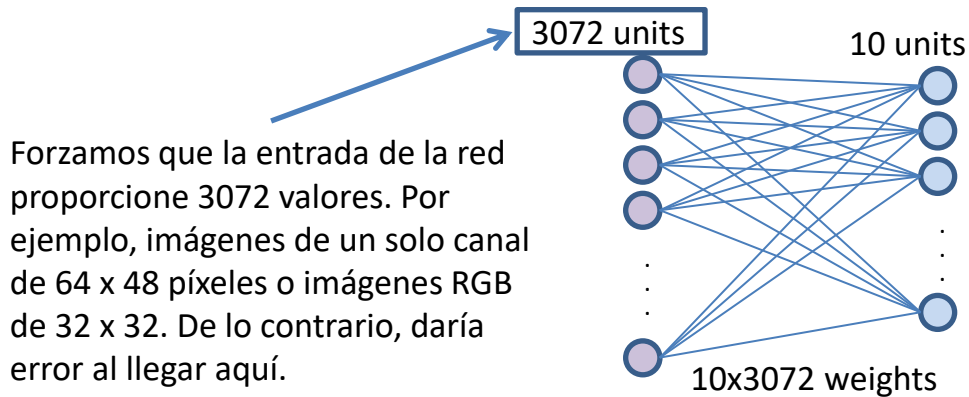 3072 units
10 units
Forzamos que la entrada de la red
proporcione 3072 valores. Por
ejemplo, imágenes de un solo canal
de 64 x 48 píxeles o imágenes RGB
de 32 x 32. De lo contrario, daría
error al llegar aquí.
10x3072 weights